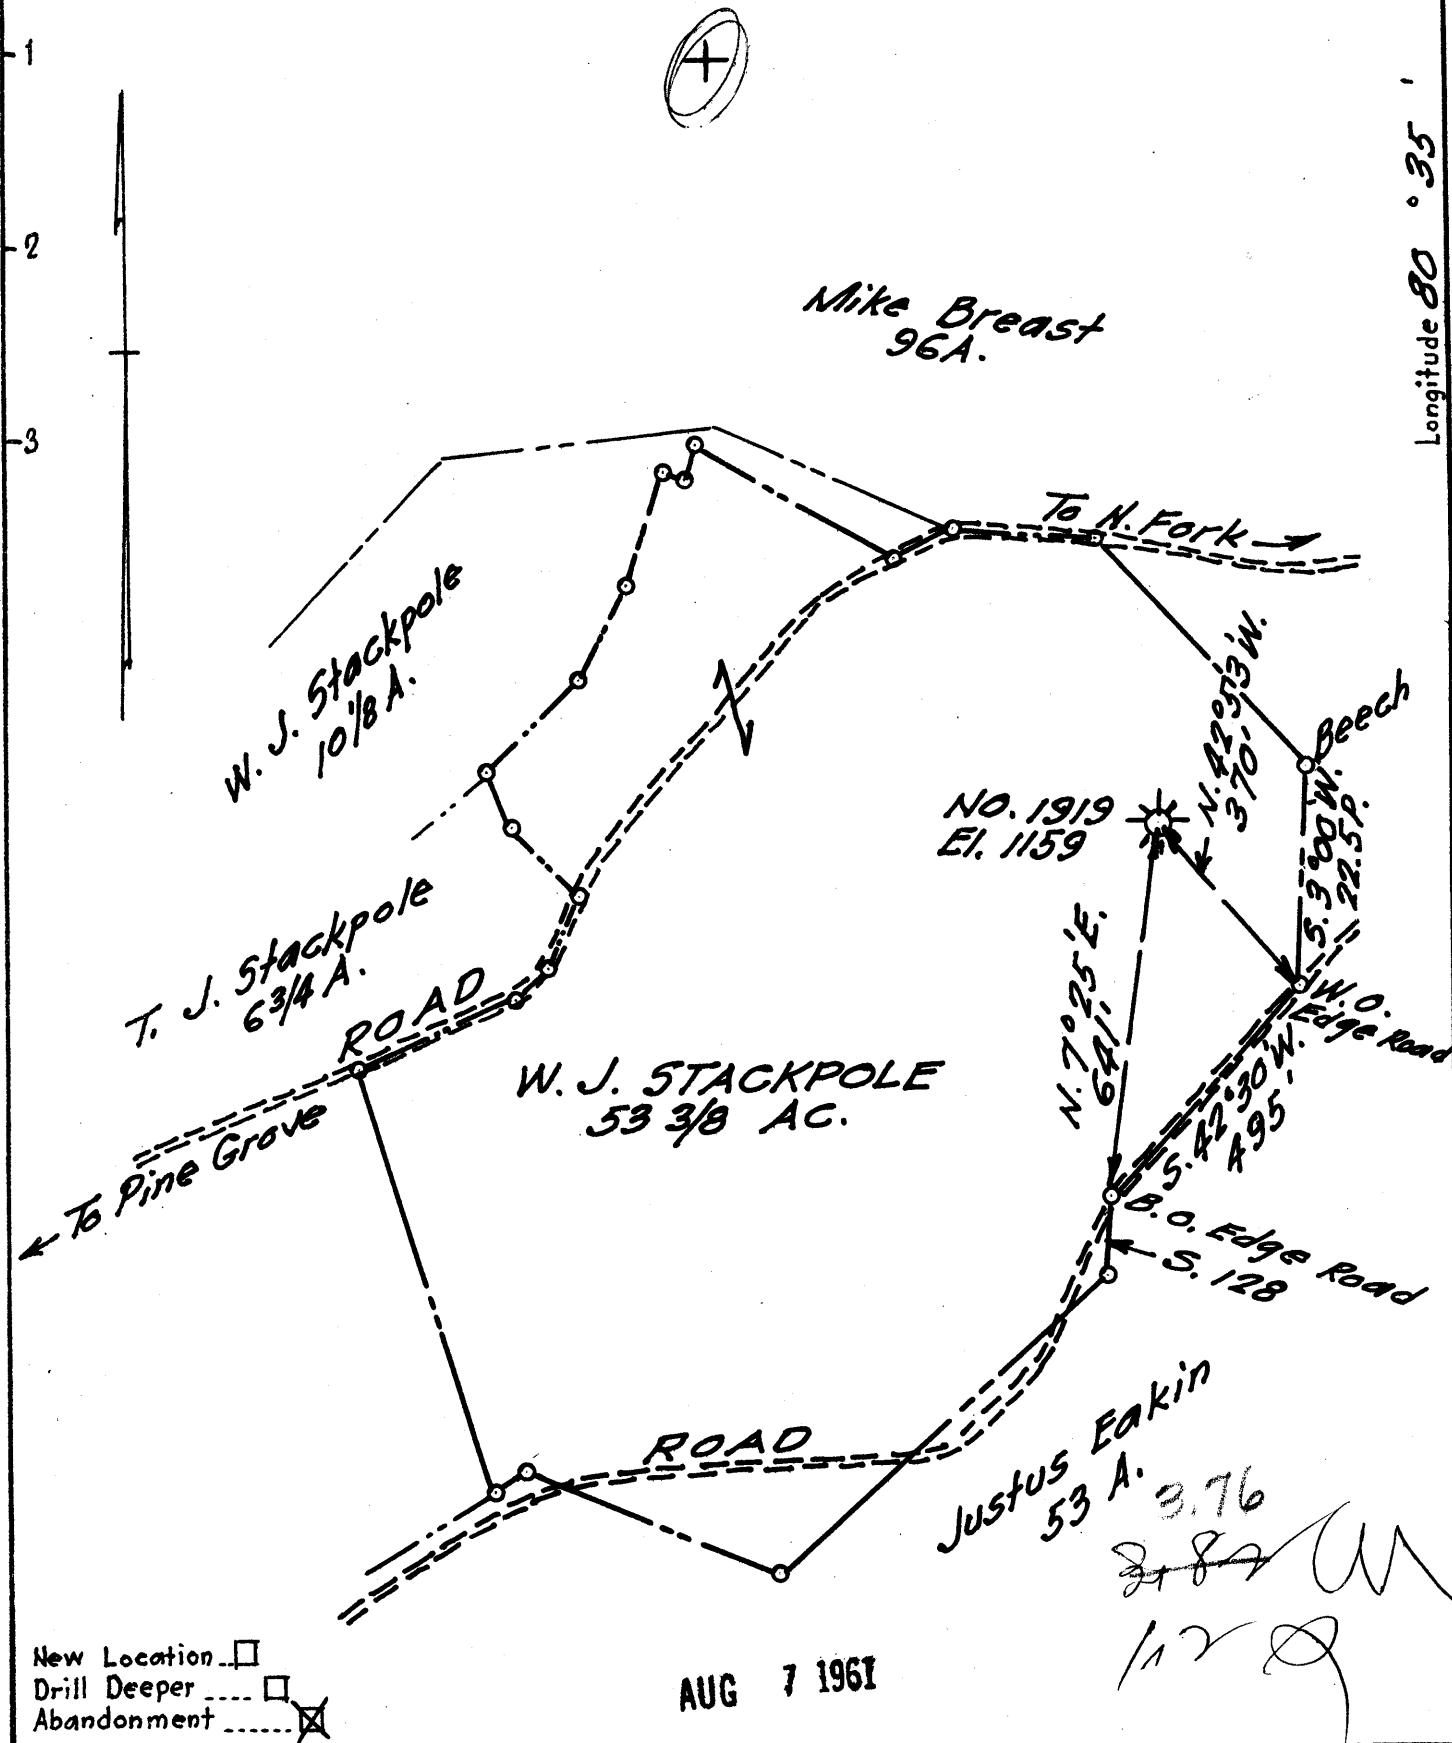 1
2
3
+
Longitude 80 ° 35 '
Mike Breast
96A.
To N. Fork
W. J. Stackpole
10 1/8 A.
N. 42° 53' W.
370'
Beech
S. 3° 00' W.
22.5 P.
NO. 1919
El. 1159
T. J. Stackpole
6 3/4 A.
ROAD
To Pine Grove
W. J. STACKPOLE
53 3/8 AC.
N. 7° 25' E.
641'
W. O.
Edge Road
S. 42° 30' W.
495'
B. O. Edge Road
S. 128
ROAD
Justus Eakin
53 A.
3.76
New Location
Drill Deeper
Abandonment
AUG 7 1961